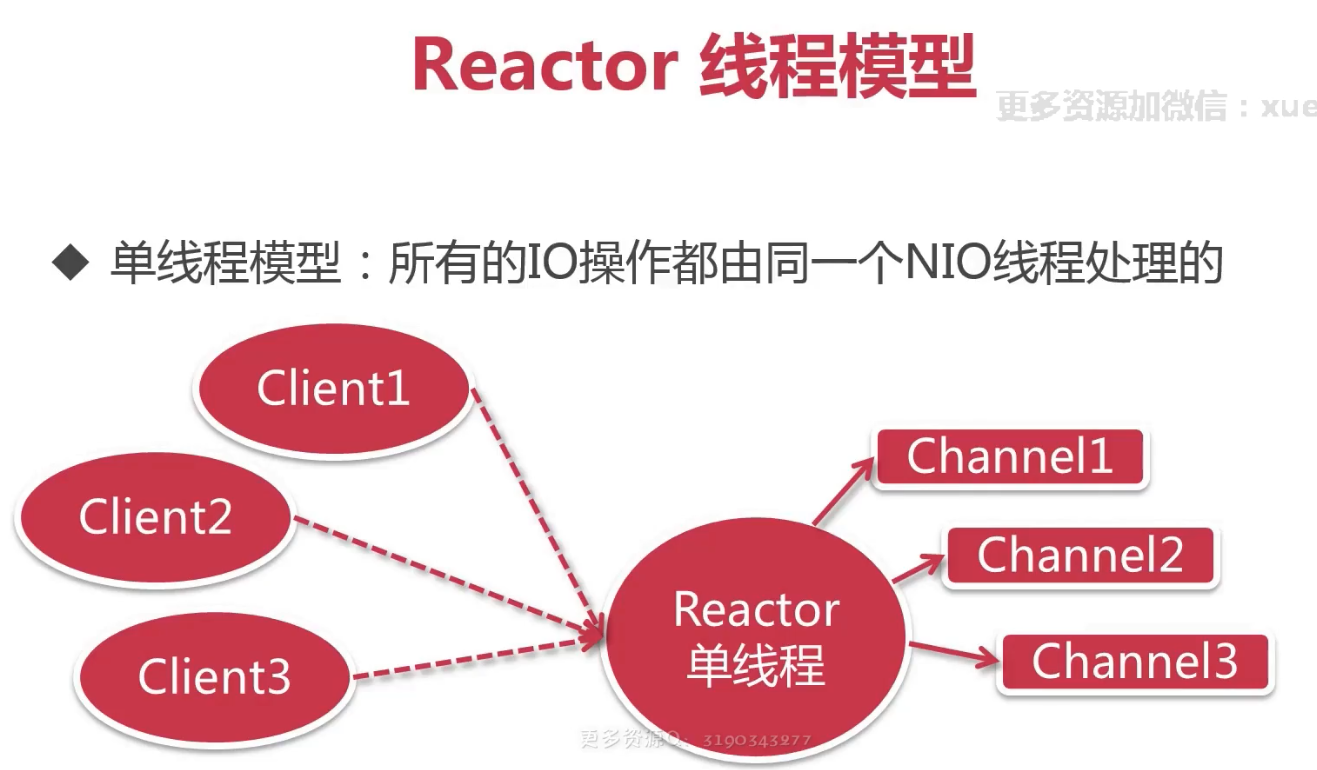 Reactor 线程模型
更多资源加微信：xue
◆ 单线程模型：所有的IO操作都由同一个NIO线程处理的
Client1
Client2
Client3
Reactor
单线程
Channel1
Channel2
Channel3
更多资源Q：3190343277